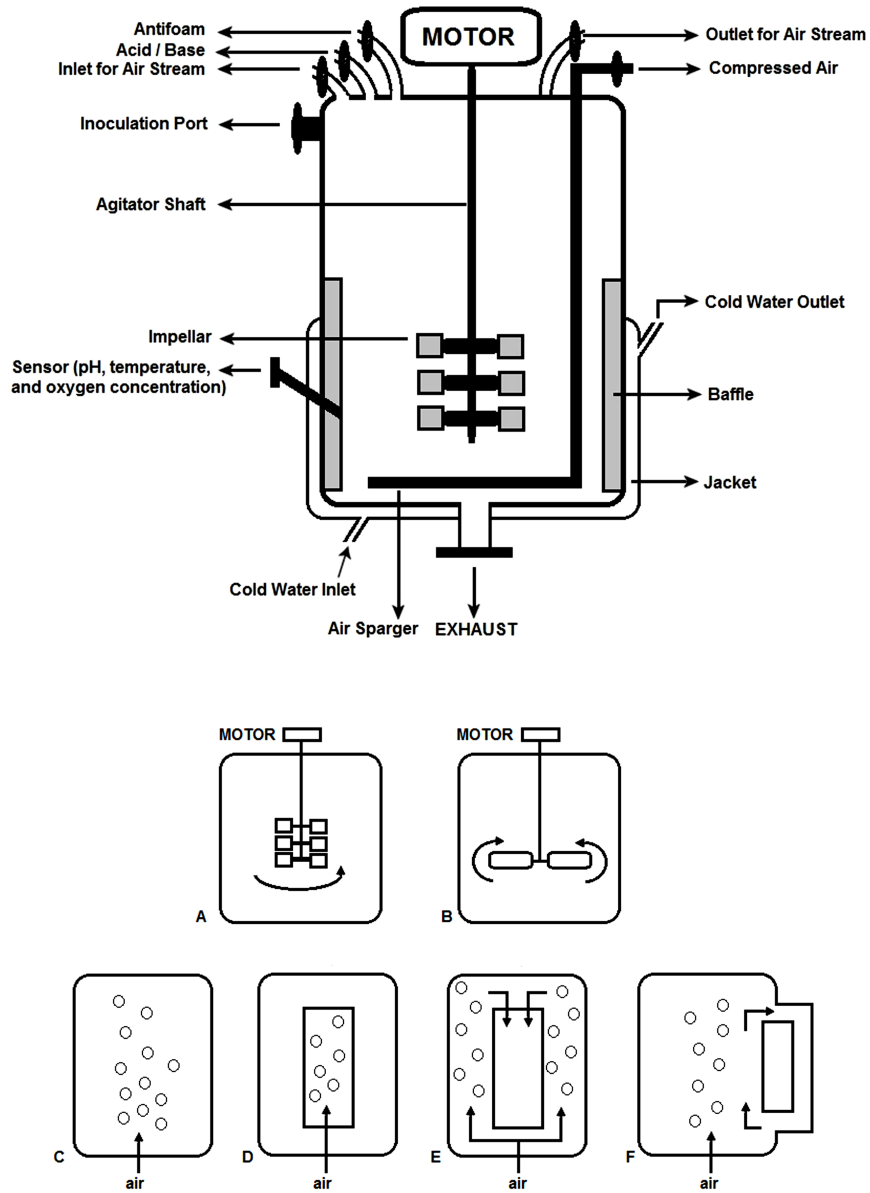 Antifoam
Acid / Base
Inlet for Air Stream
MOTOR
Outlet for Air Stream
Compressed Air
Inoculation Port
Agitator Shaft
Cold Water Outlet
Impellar
Sensor (pH, temperature,
and oxygen concentration)
Baffle
Jacket
Cold Water Inlet
Air Sparger
EXHAUST
MOTOR
MOTOR
A
B
C
D
E
F
air
air
air
air